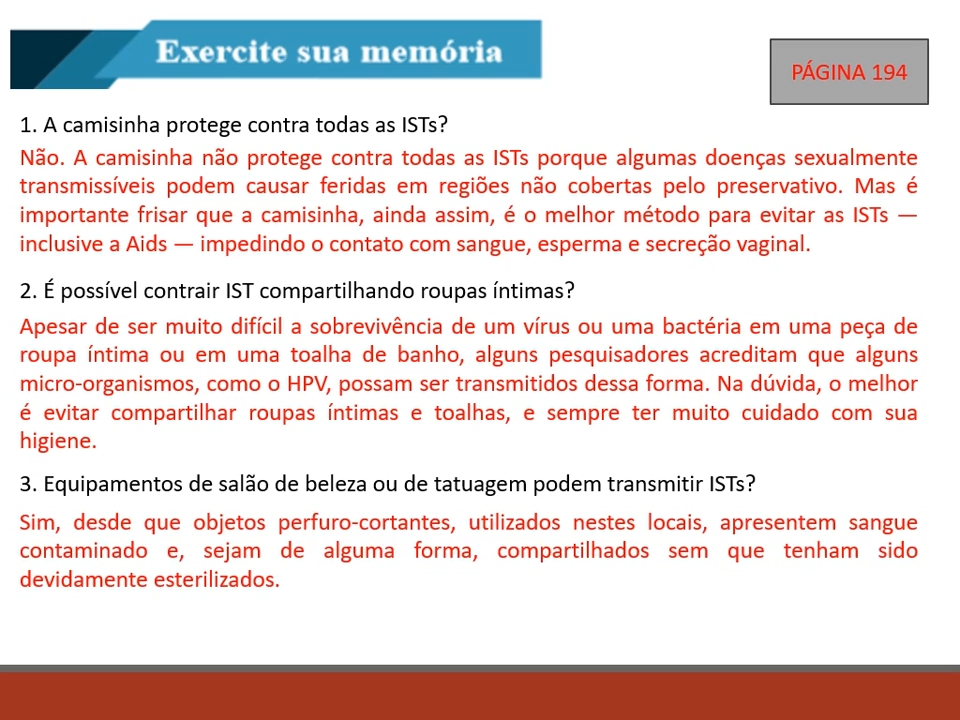 Exercite sua memória
PÁGINA 194
1. A camisinha protege contra todas as ISTs?
Não. A camisinha não protege contra todas as ISTs porque algumas doenças sexualmente
transmissíveis podem causar feridas em regiões não cobertas pelo preservativo. Mas é
importante frisar que a camisinha, ainda assim, é o melhor método para evitar as ISTs —
inclusive a Aids — impedindo o contato com sangue, esperma e secreção vaginal.
2. É possível contrair IST compartilhando roupas íntimas?
Apesar de ser muito difícil a sobrevivência de um vírus ou uma bactéria em uma peça de
roupa íntima ou em uma toalha de banho, alguns pesquisadores acreditam que alguns
micro-organismos, como o HPV, possam ser transmitidos dessa forma. Na dúvida, o melhor
é evitar compartilhar roupas íntimas e toalhas, e sempre ter muito cuidado com sua
higiene.
3. Equipamentos de salão de beleza ou de tatuagem podem transmitir ISTs?
Sim, desde que objetos perfuro-cortantes, utilizados nestes locais, apresentem sangue
contaminado e, sejam de alguma forma, compartilhados sem que tenham sido
devidamente esterilizados.